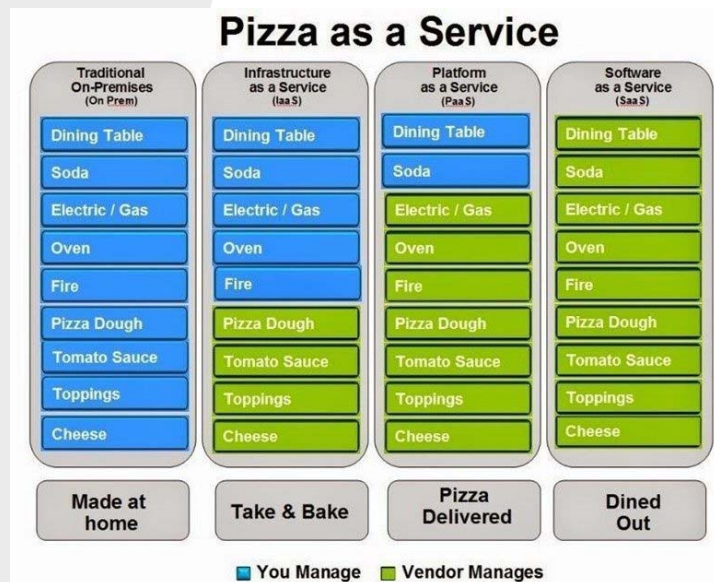 Pizza as a Service
Traditional
On-Premises
(On Prem)
Dining Table
Soda
Electric / Gas
Oven
Fire
Pizza Dough
Tomato Sauce
Toppings
Cheese
Made at
home
Infrastructure
as a Service
(IaaS)
Dining Table
Soda
Electric / Gas
Oven
Fire
Pizza Dough
Tomato Sauce
Toppings
Cheese
Take & Bake
Platform
as a Service
(PaaS)
Dining Table
Soda
Electric / Gas
Oven
Fire
Pizza Dough
Tomato Sauce
Toppings
Cheese
Pizza
Delivered
Software
as a Service
(SaaS)
Dining Table
Soda
Electric / Gas
Oven
Fire
Pizza Dough
Tomato Sauce
Toppings
Cheese
Dined
Out
You Manage
Vendor Manages